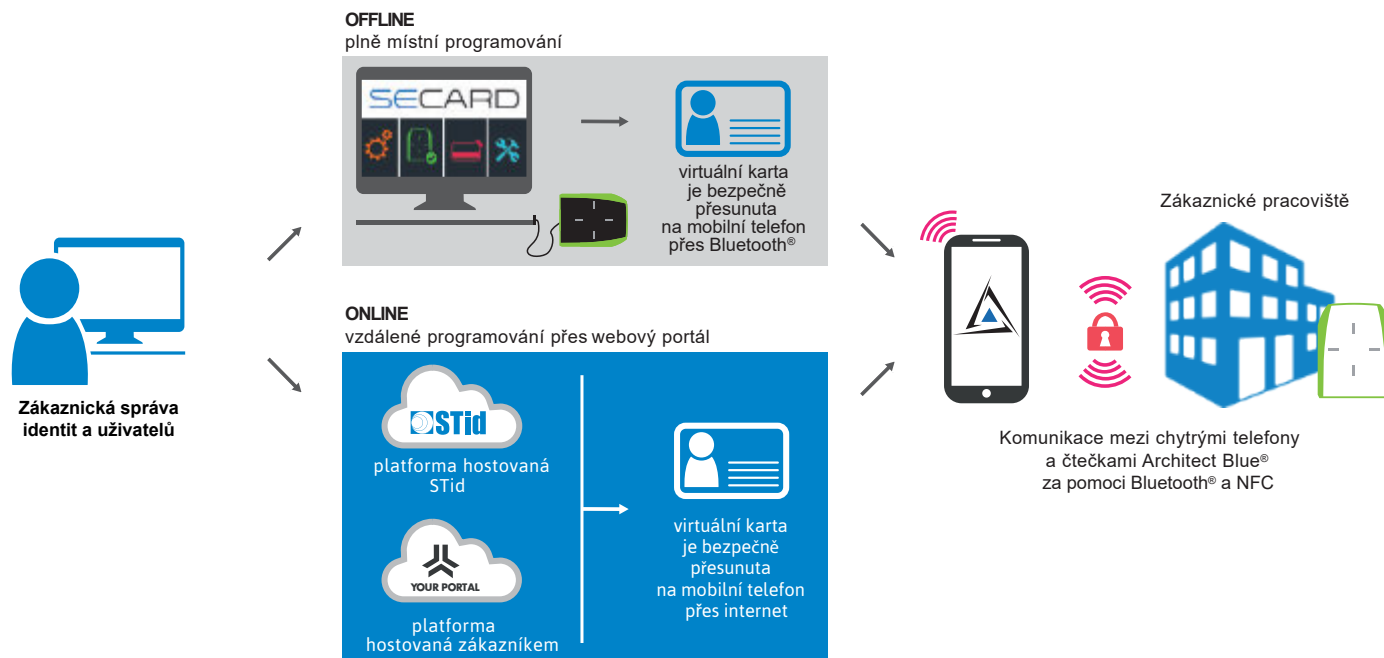 OFFLINE
plně místní programování
SECARD
virtuální karta
je bezpečně
přesunuta
na mobilní telefon
přes Bluetooth®
Zákaznická správa
identit a uživatelů
ONLINE
vzdálené programování přes webový portál
STid
platforma hostovaná
STid
YOUR PORTAL
platforma
hostovaná zákazníkem
virtuální karta
je bezpečně
přesunuta
na mobilní telefon
přes internet
Zákaznické pracoviště
Komunikace mezi chytrými telefony
a čtečkami Architect Blue®
za pomoci Bluetooth® a NFC